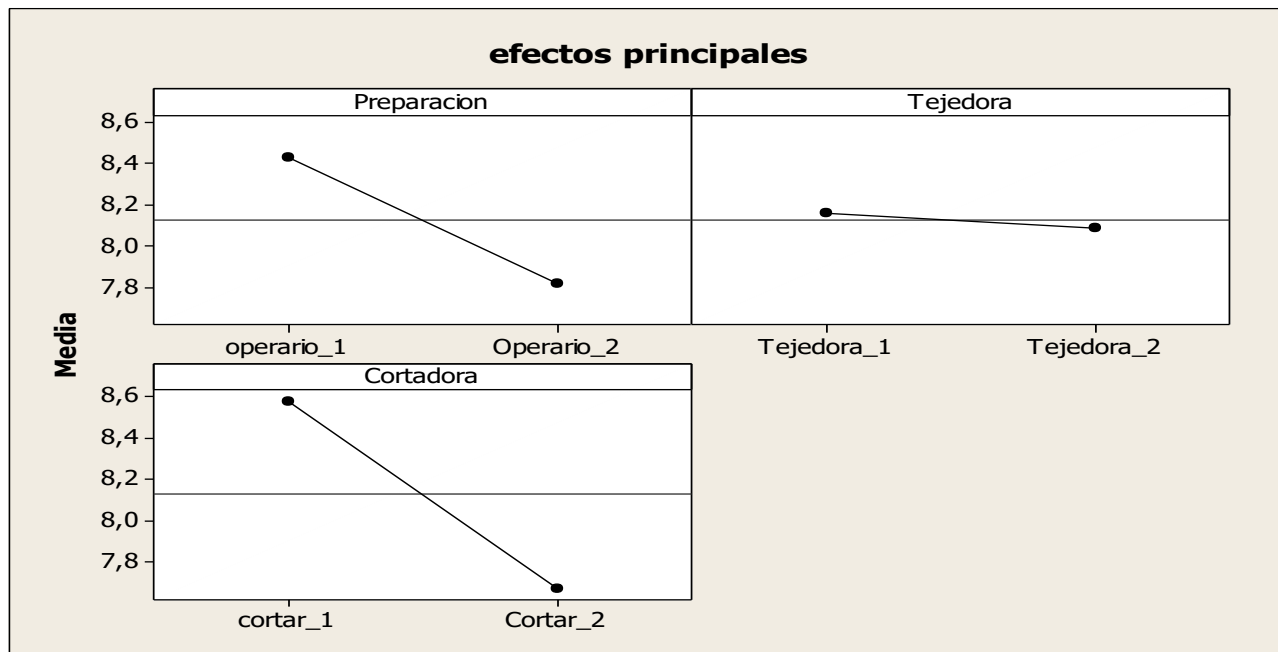 efectos principales
Preparacion Tejedora
8,6
8,4
8,2
8,0
7,8
operario_1 Operario_2 Tejedora_1 Tejedora_2
Media
Cortadora
8,6
8,4
8,2
8,0
7,8
cortar_1 Cortar_2